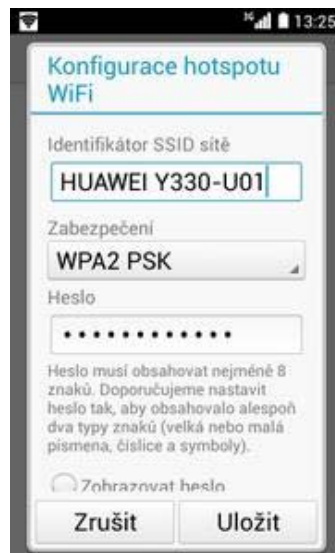 13:25
Konfigurace hotspotu
WiFi
Identifikátor SSID sítě
HUAWEI Y330-U01
Zabezpečení
WPA2 PSK
Heslo
••••••••••••
Heslo musí obsahovat nejméně 8
znaků. Doporučujeme nastavit
heslo tak, aby obsahovalo alespoň
dva typy znaků (velká nebo malá
písmena, číslice a symboly).
Zobrazovat heslo
Zrušit Uložit